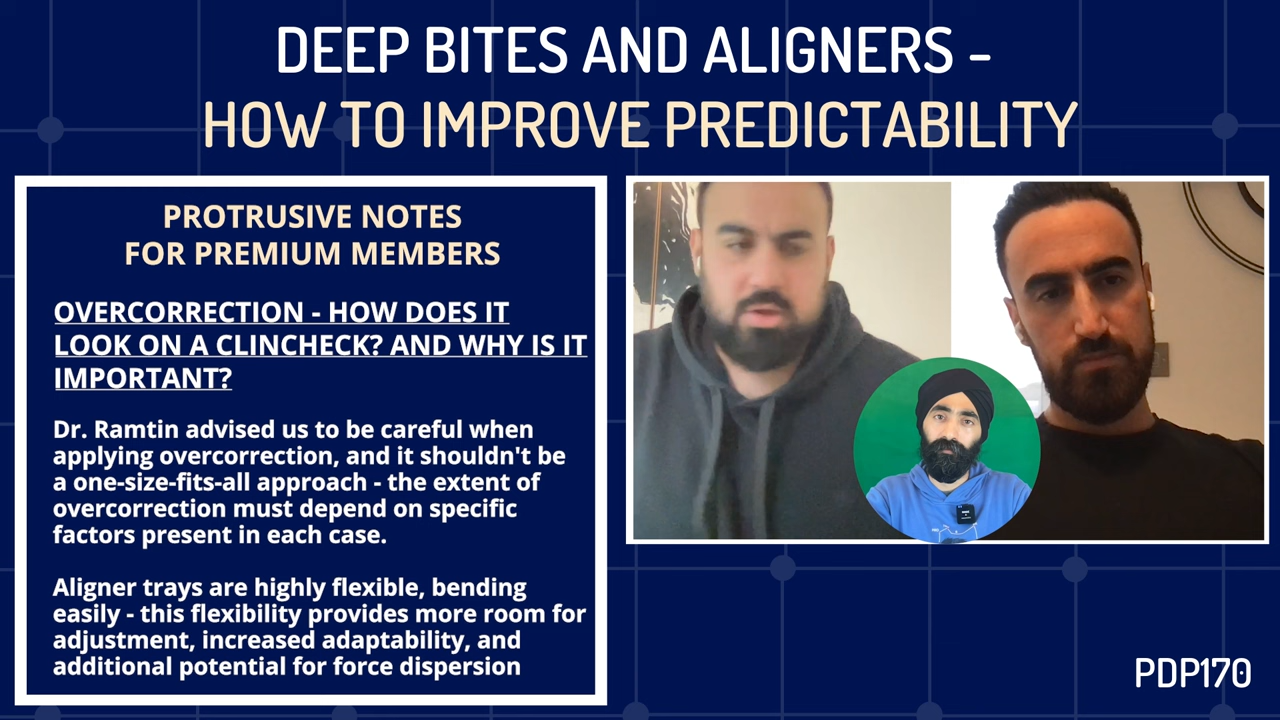 DEEP BITES AND ALIGNERS -
HOW TO IMPROVE PREDICTABILITY
PROTRUSIVE NOTES
FOR PREMIUM MEMBERS
OVERCORRECTION - HOW DOES IT
LOOK ON A CLINCHECK? AND WHY IS IT
IMPORTANT?
Dr. Ramtin advised us to be careful when
applying overcorrection, and it shouldn't be
a one-size-fits-all approach - the extent of
overcorrection must depend on specific
factors present in each case.
Aligner trays are highly flexible, bending
easily - this flexibility provides more room for
adjustment, increased adaptability, and
additional potential for force dispersion
PDP170